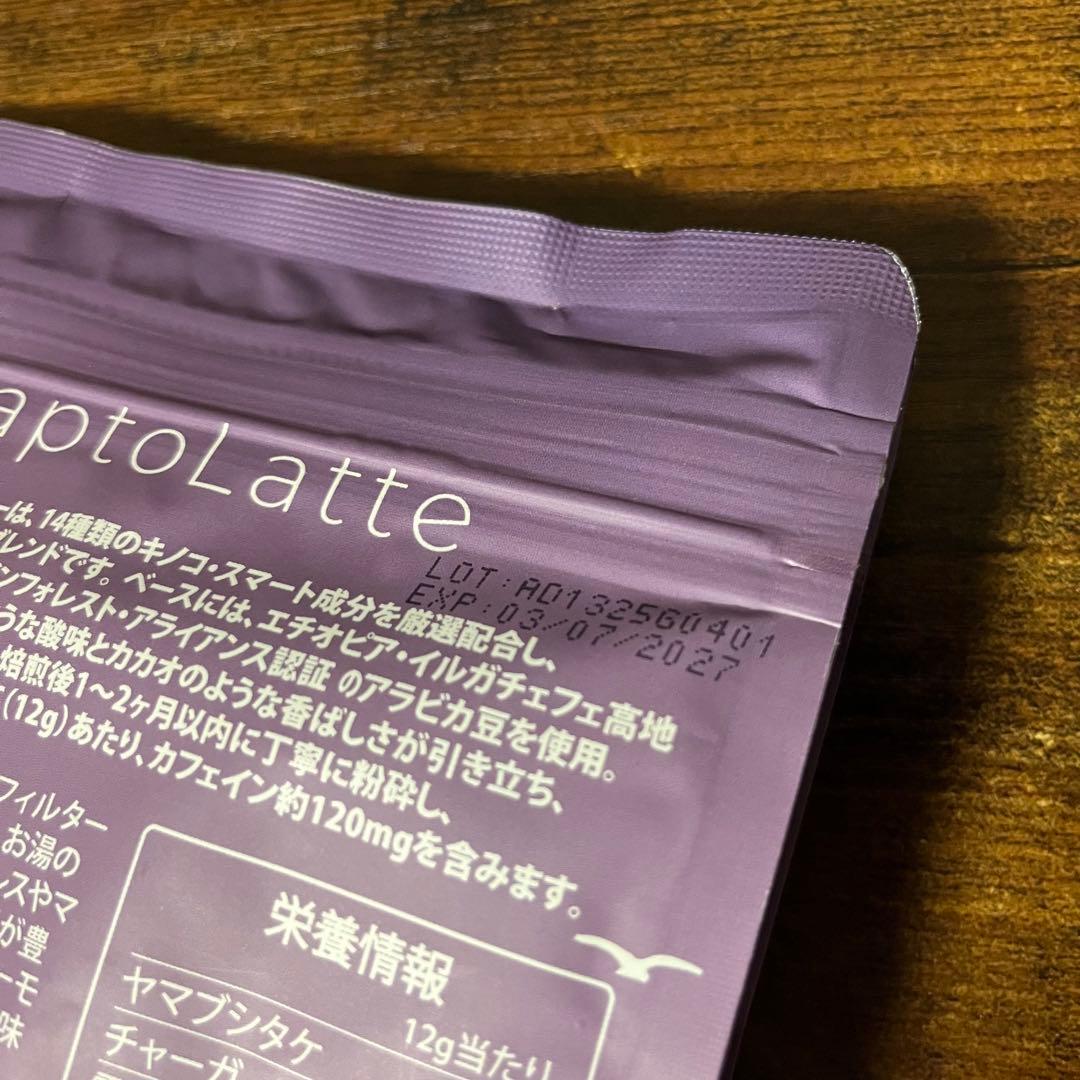 aptoLatte
LOT:AD132560401
EXP:03/07/2027
ーは、14種類のキノコ・スマート成分を厳選配合し、
ブレンドです。ベースには、エチオピア・イルガチェフェ高地
ンフォレスト・アライアンス認証 のアラビカ豆を使用。
うな酸味とカカオのような香ばしさが引き立ち、
焙煎後1〜2ヶ月以内に丁寧に粉砕し、
(12g)あたり、カフェイン約120mgを含みます。
フィルター
お湯の
ンスやマ
が豊
ーモ
味
栄養情報
12g当たり
ヤマブシタケ
チャーガ